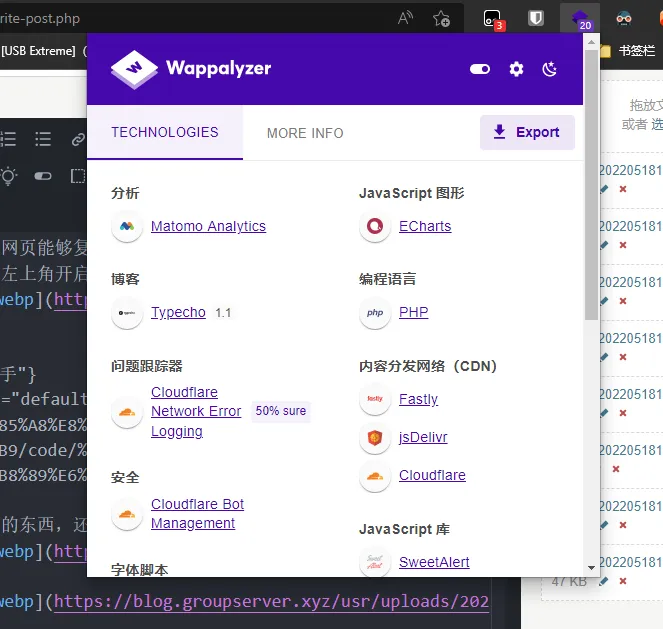 rite-post.php
3
20
[USB Extreme]（
书签栏
Wappalyzer
TECHNOLOGIES
MORE INFO
Export
分析
Matomo Analytics
博客
Typecho 1.1
问题跟踪器
Cloudflare
Network Error
Logging
50% sure
安全
Cloudflare Bot
Management
字体脚本
JavaScript 图形
ECharts
编程语言
PHP
内容分发网络（CDN）
Fastly
jsDelivr
Cloudflare
JavaScript 库
SweetAlert
网页能够复
左上角开启
webp](http
手"}
="default
85%A8%E8%
B9/code/%
B8%89%E6%
的东西，还
webp](http
webp](https://blog.groupserver.xyz/usr/uploads/202
拖放文
或者 选
202205181
202205181
202205181
202205181
202205181
202205181
202205181
202205181
47 KB